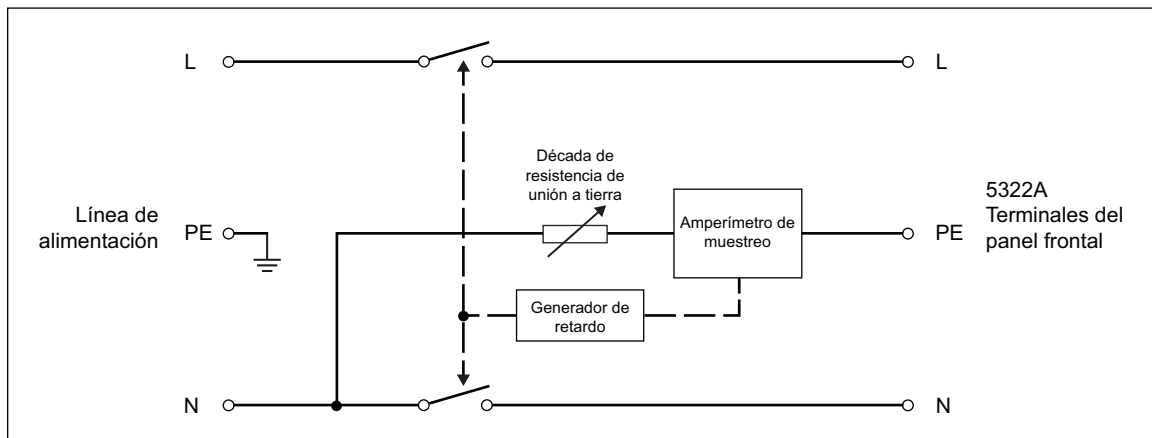 L
L
Década de
resistencia de
unión a tierra
Línea de
alimentación
PE
Amperímetro de
muestreo
PE
5322A
Terminales del
panel frontal
Generador de
retardo
N
N